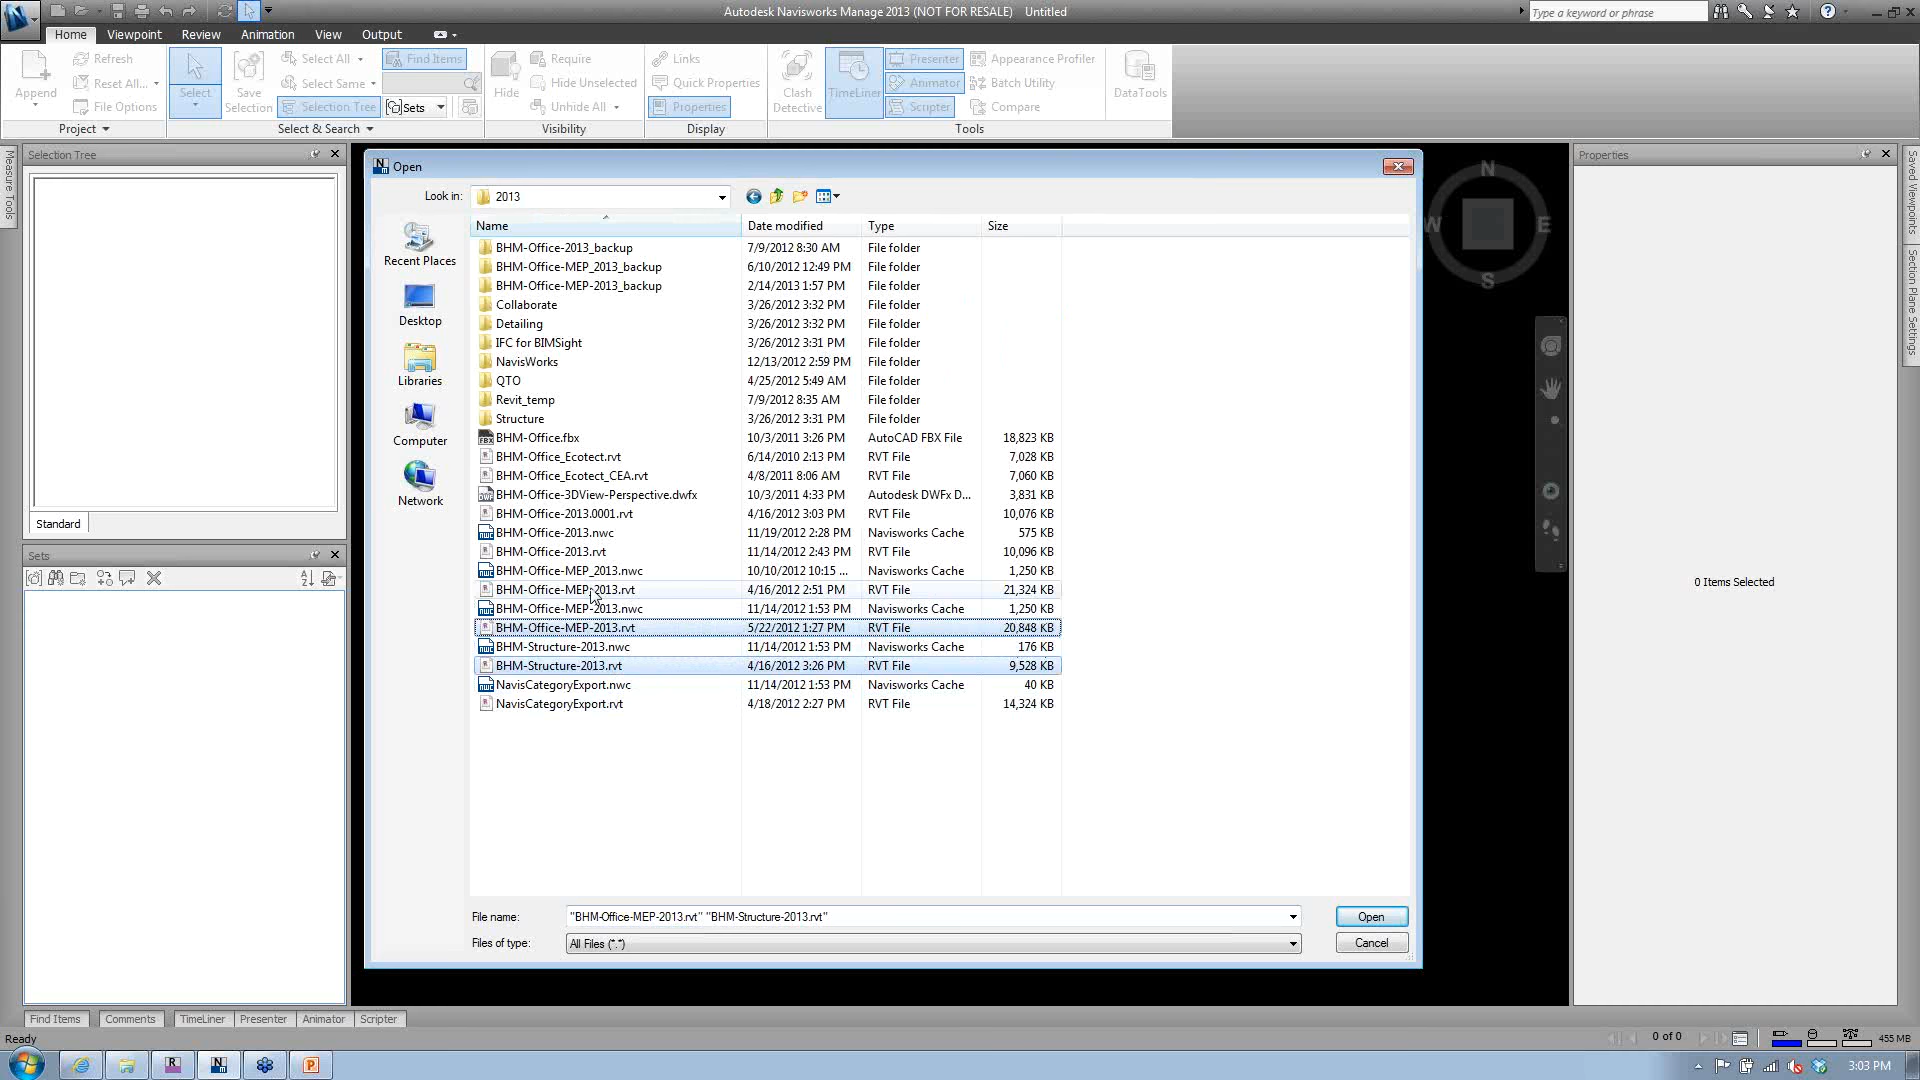 Autodesk Navisworks Manage 2013 (NOT FOR RESALE) Untitled
Type a keyword or phrase
Home Viewpoint Review Animation View Output
Append
Refresh
Reset All...
File Options
Project
Select
Save Selection
Select All
Select Same
Selection Tree
Find Items
Sets
Select & Search
Hide
Require
Hide Unselected
Unhide All
Visibility
Links
Quick Properties
Properties
Display
Clash Detective
TimeLiner
Presenter
Animator
Scripter
Appearance Profiler
Batch Utility
Compare
Tools
DataTools
Measure Tools
Selection Tree
Standard
Sets
Open
Look in: 2013
Recent Places
Desktop
Libraries
Computer
Network
Name Date modified Type Size
BHM-Office-2013_backup 7/9/2012 8:30 AM File folder
BHM-Office-MEP_2013_backup 6/10/2012 12:49 PM File folder
BHM-Office-MEP-2013_backup 2/14/2013 1:57 PM File folder
Collaborate 3/26/2012 3:32 PM File folder
Detailing 3/26/2012 3:32 PM File folder
IFC for BIMSight 3/26/2012 3:31 PM File folder
NavisWorks 12/13/2012 2:59 PM File folder
QTO 4/25/2012 5:49 AM File folder
Revit_temp 7/9/2012 8:35 AM File folder
Structure 3/26/2012 3:31 PM File folder
BHM-Office.fbx 10/3/2011 3:26 PM AutoCAD FBX File 18,823 KB
BHM-Office_Ecotect.rvt 6/14/2010 2:13 PM RVT File 7,028 KB
BHM-Office_Ecotect_CEA.rvt 4/8/2011 8:06 AM RVT File 7,060 KB
BHM-Office-3DView-Perspective.dwfx 10/3/2011 4:33 PM Autodesk DWFx D... 3,831 KB
BHM-Office-2013.0001.rvt 4/16/2012 3:03 PM RVT File 10,076 KB
BHM-Office-2013.nwc 11/19/2012 2:28 PM Navisworks Cache 575 KB
BHM-Office-2013.rvt 11/14/2012 2:43 PM RVT File 10,096 KB
BHM-Office-MEP_2013.nwc 10/10/2012 10:15 ... Navisworks Cache 1,250 KB
BHM-Office-MEP_2013.rvt 4/16/2012 2:51 PM RVT File 21,324 KB
BHM-Office-MEP-2013.nwc 11/14/2012 1:53 PM Navisworks Cache 1,250 KB
BHM-Office-MEP-2013.rvt 5/22/2012 1:27 PM RVT File 20,848 KB
BHM-Structure-2013.nwc 11/14/2012 1:53 PM Navisworks Cache 176 KB
BHM-Structure-2013.rvt 4/16/2012 3:26 PM RVT File 9,528 KB
NavisCategoryExport.nwc 11/14/2012 1:53 PM Navisworks Cache 40 KB
NavisCategoryExport.rvt 4/18/2012 2:27 PM RVT File 14,324 KB
File name: "BHM-Office-MEP-2013.rvt" "BHM-Structure-2013.rvt"
Open
Files of type: All Files (*.*)
Cancel
N
W E
S
Properties
0 Items Selected
Saved Viewpoints
Section Plane Settings
Find Items Comments TimeLiner Presenter Animator Scripter
Ready
0 of 0
455 MB
3:03 PM